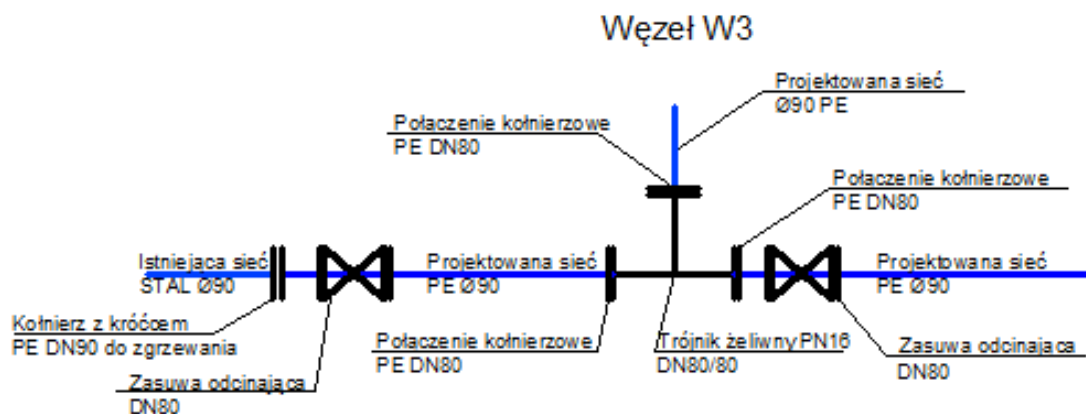 Węzeł W3
Projektowana sieć
Ø90 PE
Połaczenie kołnierzowe
PE DN80
Połaczenie kołnierzowe
PE DN80
Istniejąca sieć
STAL Ø90
Projektowana sieć
PE Ø90
Projektowana sieć
PE Ø90
Kołnierz z króćcem
PE DN90 do zgrzewania
Zasuwa odcinająca
DN80
Połaczenie kołnierzowe
PE DN80
Trójnik żeliwny PN16
DN80/80
Zasuwa odcinająca
DN80